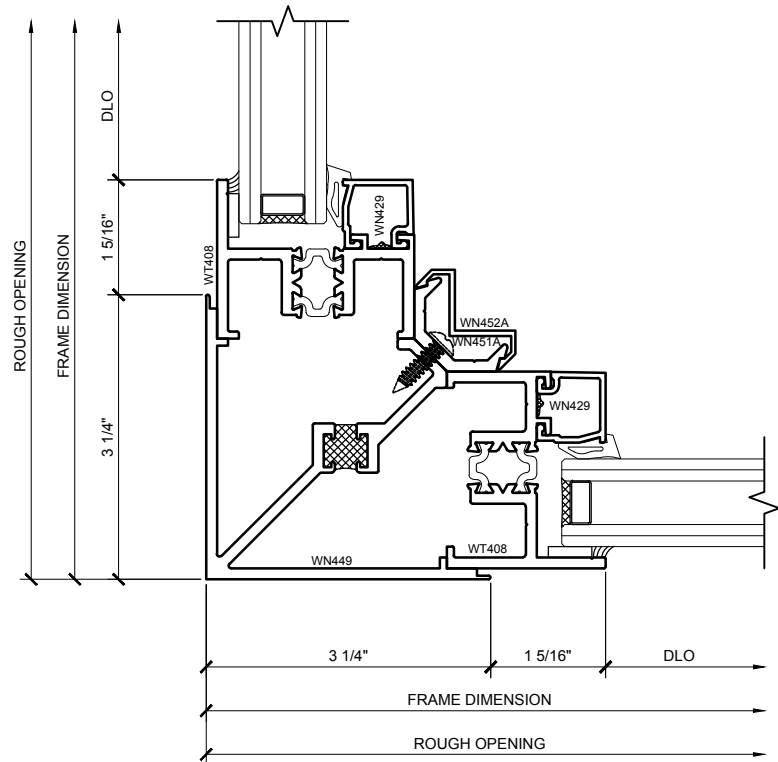 DLO
1 5/16"
3 1/4"
FRAME DIMENSION
ROUGH OPENING
WT408
WN429
WN452A
WN451A
WN429
WT408
WN449
3 1/4"
1 5/16"
DLO
FRAME DIMENSION
ROUGH OPENING